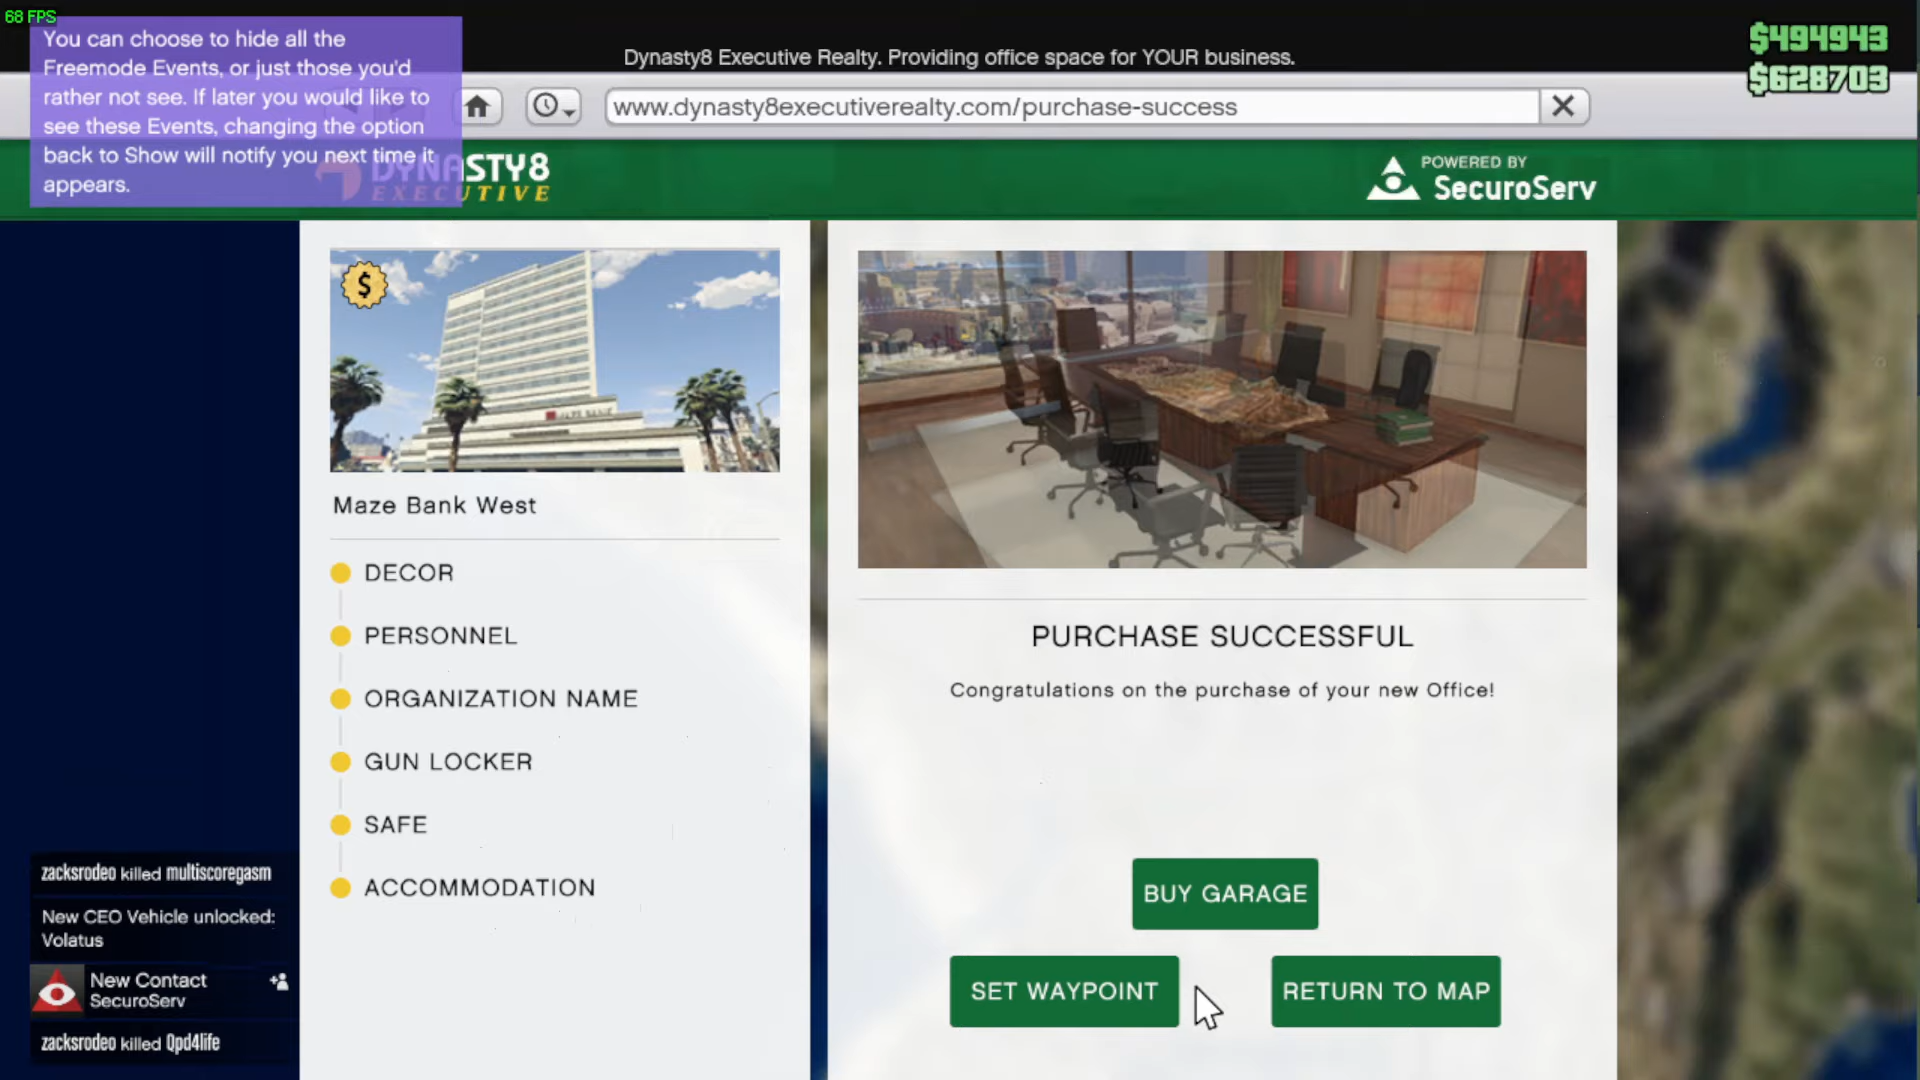 68 FPS
You can choose to hide all the
Freemode Events, or just those you'd
rather not see. If later you would like to
see these Events, changing the option
back to Show will notify you next time it
appears.
Dynasty8 Executive Realty. Providing office space for YOUR business.
$494943
$628703
www.dynasty8executiverealty.com/purchase-success
DYNASTY8
EXECUTIVE
POWERED BY
SecuroServ
$
MAZE BANK
Maze Bank West
DECOR
PERSONNEL
ORGANIZATION NAME
GUN LOCKER
SAFE
ACCOMMODATION
PURCHASE SUCCESSFUL
Congratulations on the purchase of your new Office!
BUY GARAGE
SET WAYPOINT
RETURN TO MAP
zacksrodeo killed multiscoregasm
New CEO Vehicle unlocked:
Volatus
New Contact
SecuroServ
zacksrodeo killed Qpd4life